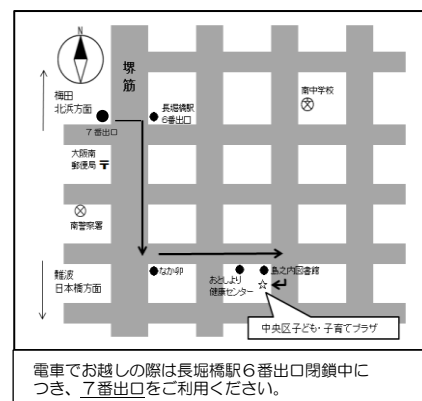 堺筋
梅田
北浜方面
長堀橋駅
6番出口
南中学校
7番出口
大阪南
郵便局
南警察署
難波
日本橋方面
なか卯
おとしより
健康センター
島之内図書館
中央区子ども・子育てプラザ
電車でお越しの際は長堀橋駅６番出口閉鎖中に
つき、７番出口をご利用ください。